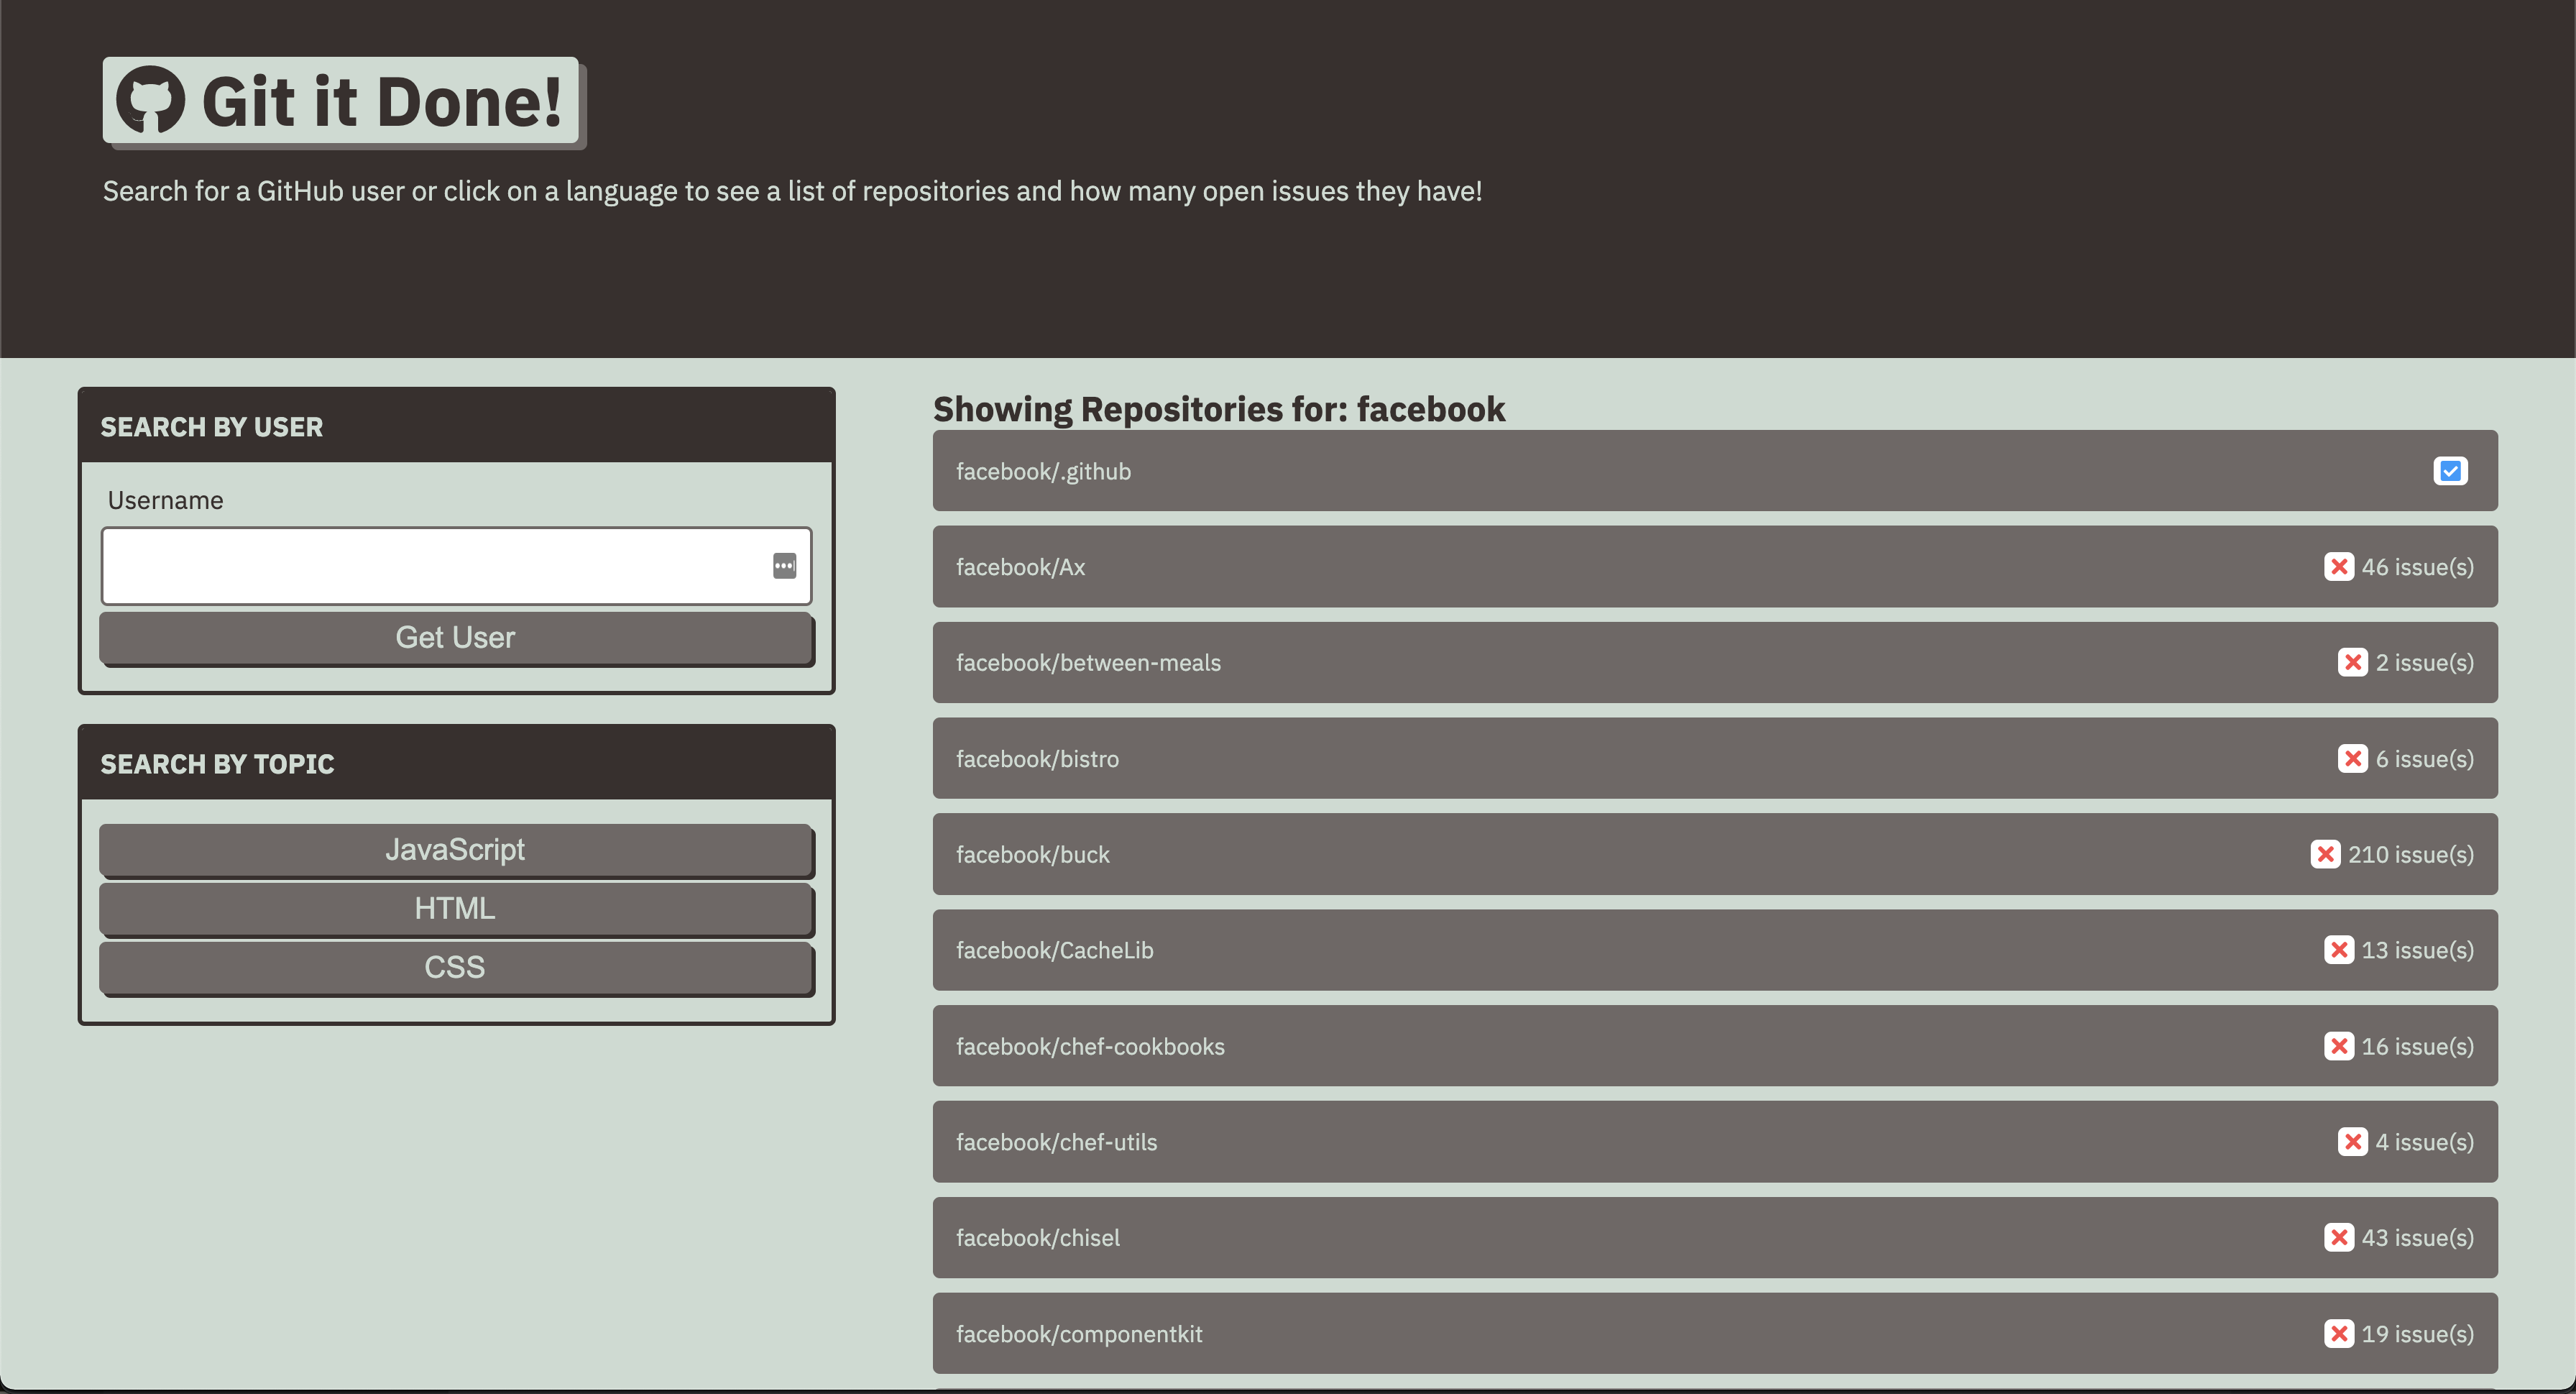 Git it Done!
Search for a GitHub user or click on a language to see a list of repositories and how many open issues they have!
SEARCH BY USER
Username
Get User
SEARCH BY TOPIC
JavaScript
HTML
CSS
Showing Repositories for: facebook
facebook/.github
facebook/Ax 46 issue(s)
facebook/between-meals 2 issue(s)
facebook/bistro 6 issue(s)
facebook/buck 210 issue(s)
facebook/CacheLib 13 issue(s)
facebook/chef-cookbooks 16 issue(s)
facebook/chef-utils 4 issue(s)
facebook/chisel 43 issue(s)
facebook/componentkit 19 issue(s)